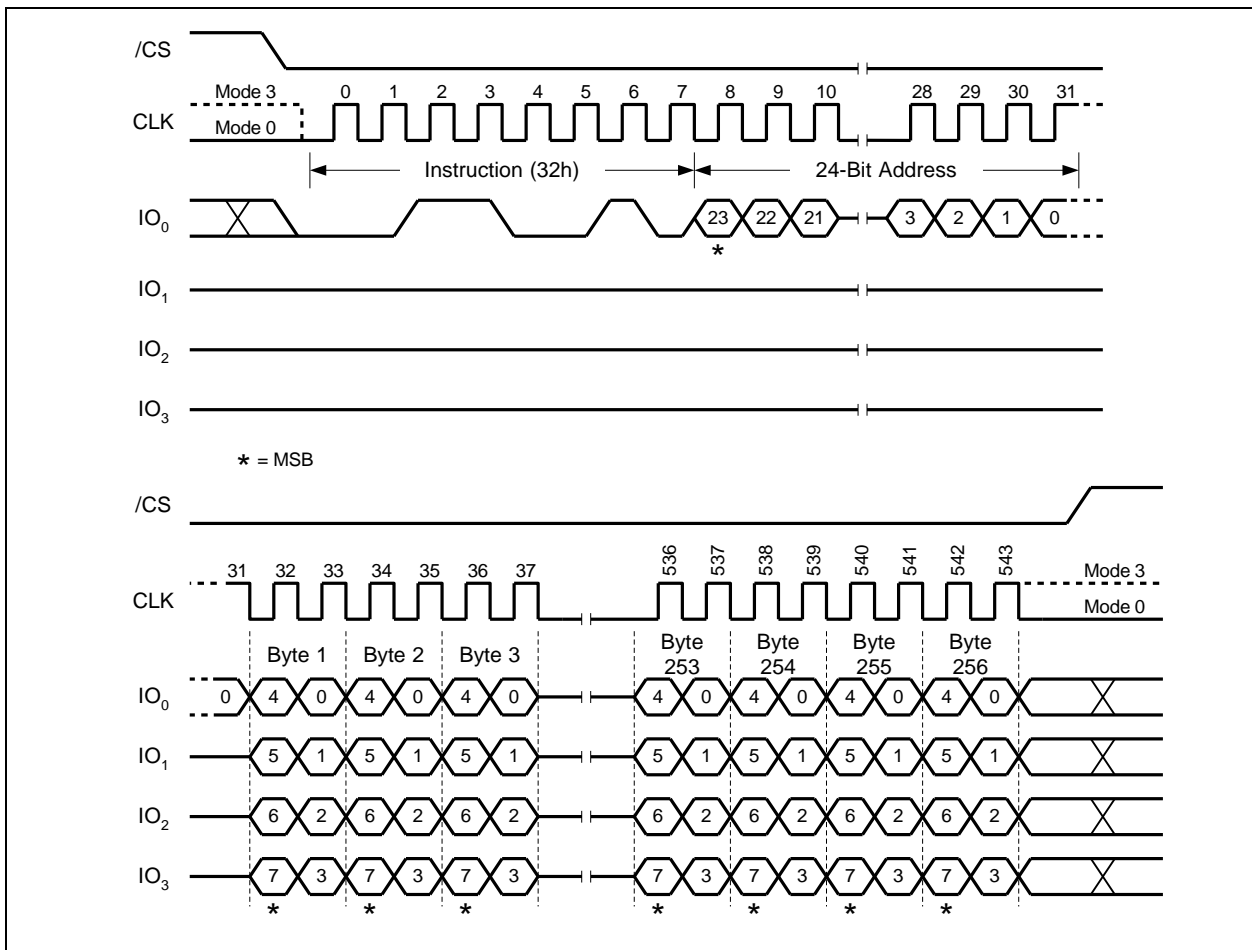 /CS
Mode 3 0 1 2 3 4 5 6 7 8 9 10 28 29 30 31
CLK
Mode 0
Instruction (32h) 24-Bit Address
IO0 23 22 21 3 2 1 0
*
IO1
IO2
IO3
* = MSB
/CS
31 32 33 34 35 36 37 536 537 538 539 540 541 542 543 Mode 3
CLK
Mode 0
Byte 1 Byte 2 Byte 3 Byte 253 Byte 254 Byte 255 Byte 256
IO0 0 4 0 4 0 4 0 4 0 4 0 4 0 4 0
IO1 5 1 5 1 5 1 5 1 5 1 5 1 5 1
IO2 6 2 6 2 6 2 6 2 6 2 6 2 6 2
IO3 7 3 7 3 7 3 7 3 7 3 7 3 7 3
* * * * * * *